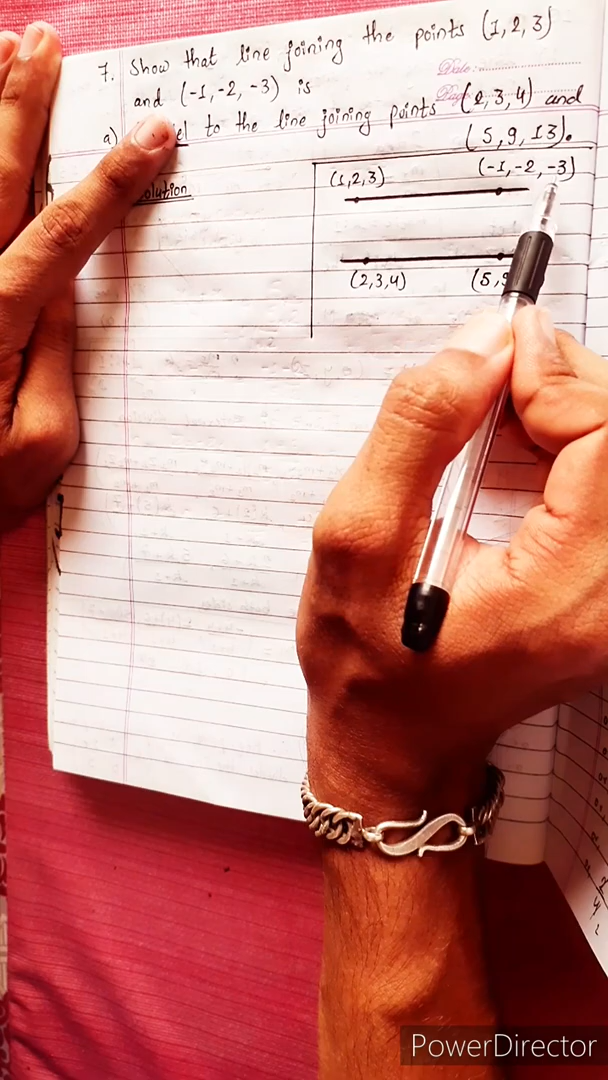 7. Show that line joining the points (1,2,3)
and (-1,-2,-3) is
Date:
a) to the line joining points (2,3,4) and
(5,9,13).
(1,2,3) (-1,-2,-3)
(2,3,4) (5,9
PowerDirector